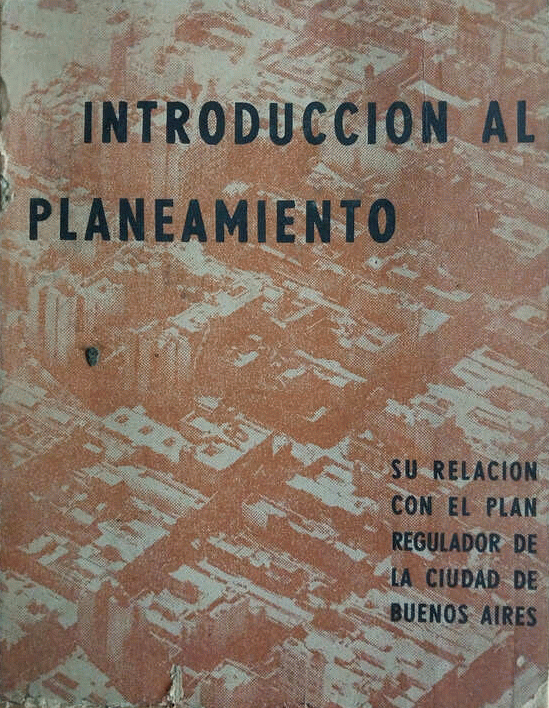 INTRODUCCION AL
PLANEAMIENTO
SU RELACION
CON EL PLAN
REGULADOR DE
LA CIUDAD DE
BUENOS AIRES